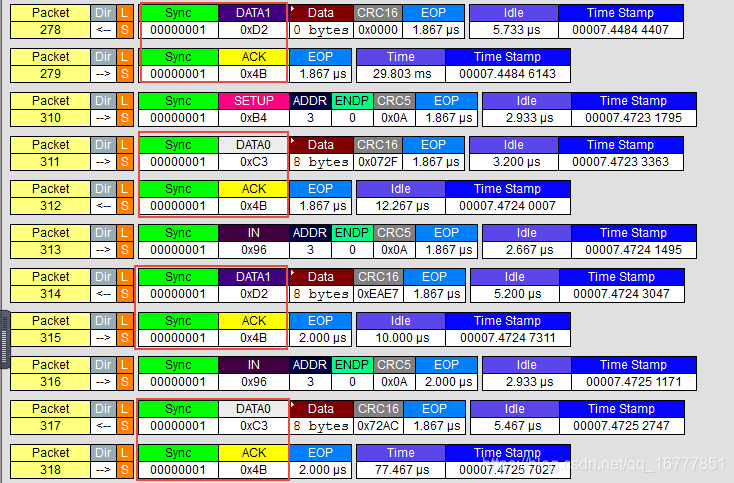 Packet Dir L Sync DATA1 Data CRC16 EOP Idle Time Stamp
278 <-- S 00000001 0xD2 0 bytes 0x0000 1.867 µs 5.733 µs 00007.4484 4407
Packet Dir L Sync ACK EOP Time Time Stamp
279 --> S 00000001 0x4B 1.867 µs 29.803 ms 00007.4484 6143
Packet Dir L Sync SETUP ADDR ENDP CRC5 EOP Idle Time Stamp
310 --> S 00000001 0xB4 3 0 0x0A 1.867 µs 2.933 µs 00007.4723 1795
Packet Dir L Sync DATA0 Data CRC16 EOP Idle Time Stamp
311 --> S 00000001 0xC3 8 bytes 0x072F 1.867 µs 3.200 µs 00007.4723 3363
Packet Dir L Sync ACK EOP Idle Time Stamp
312 <-- S 00000001 0x4B 1.867 µs 12.267 µs 00007.4724 0007
Packet Dir L Sync IN ADDR ENDP CRC5 EOP Idle Time Stamp
313 --> S 00000001 0x96 3 0 0x0A 1.867 µs 2.667 µs 00007.4724 1495
Packet Dir L Sync DATA1 Data CRC16 EOP Idle Time Stamp
314 <-- S 00000001 0xD2 8 bytes 0xEAE7 1.867 µs 5.200 µs 00007.4724 3047
Packet Dir L Sync ACK EOP Idle Time Stamp
315 --> S 00000001 0x4B 2.000 µs 10.000 µs 00007.4724 7311
Packet Dir L Sync IN ADDR ENDP CRC5 EOP Idle Time Stamp
316 --> S 00000001 0x96 3 0 0x0A 2.000 µs 2.933 µs 00007.4725 1171
Packet Dir L Sync DATA0 Data CRC16 EOP Idle Time Stamp
317 <-- S 00000001 0xC3 8 bytes 0x72AC 1.867 µs 5.467 µs 00007.4725 2747
Packet Dir L Sync ACK EOP Time Time Stamp
318 --> S 00000001 0x4B 2.000 µs 77.467 ms 00007.4725 7027
https://blog.csdn.net/qq_16777851